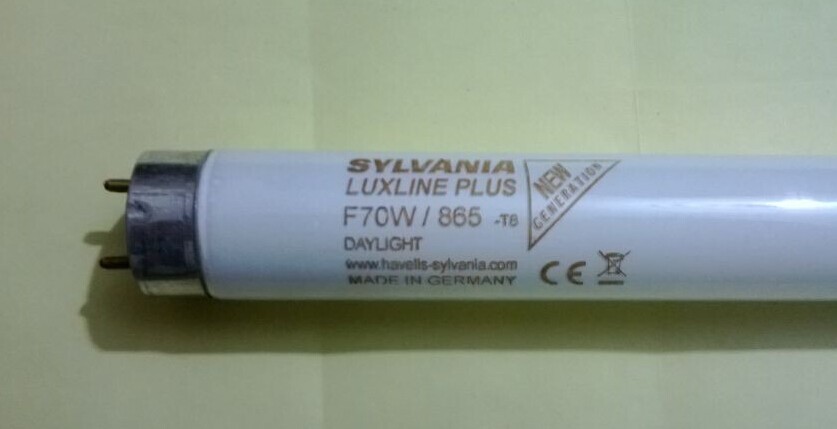 SYLVANIA
LUXLINE PLUS
F70W / 865 -T8
DAYLIGHT
www.havells-sylvania.com
MADE IN GERMANY
NEW
GENERATION
CE